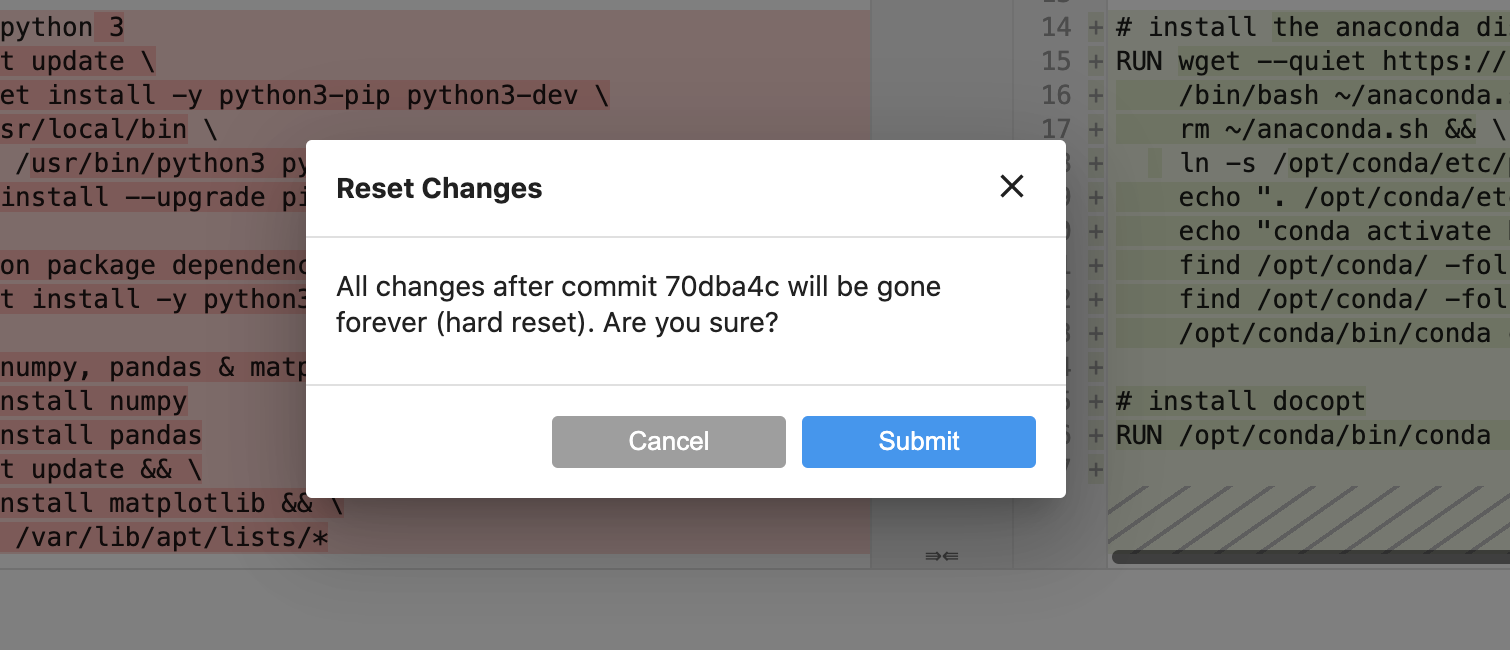 python 3
t update \
et install -y python3-pip python3-dev \
sr/local/bin \
/usr/bin/python3 py
install --upgrade pi
on package dependenc
t install -y python3
numpy, pandas & matp
nstall numpy
nstall pandas
t update && \
nstall matplotlib && \
/var/lib/apt/lists/*
14 + # install the anaconda di
15 + RUN wget --quiet https://
16 + /bin/bash ~/anaconda.
17 + rm ~/anaconda.sh && \
+ ln -s /opt/conda/etc/p
+ echo ". /opt/conda/et
+ echo "conda activate
+ find /opt/conda/ -fol
+ find /opt/conda/ -fol
+ /opt/conda/bin/conda
+
+ # install docopt
+ RUN /opt/conda/bin/conda
+
Reset Changes
All changes after commit 70dba4c will be gone
forever (hard reset). Are you sure?
Cancel
Submit